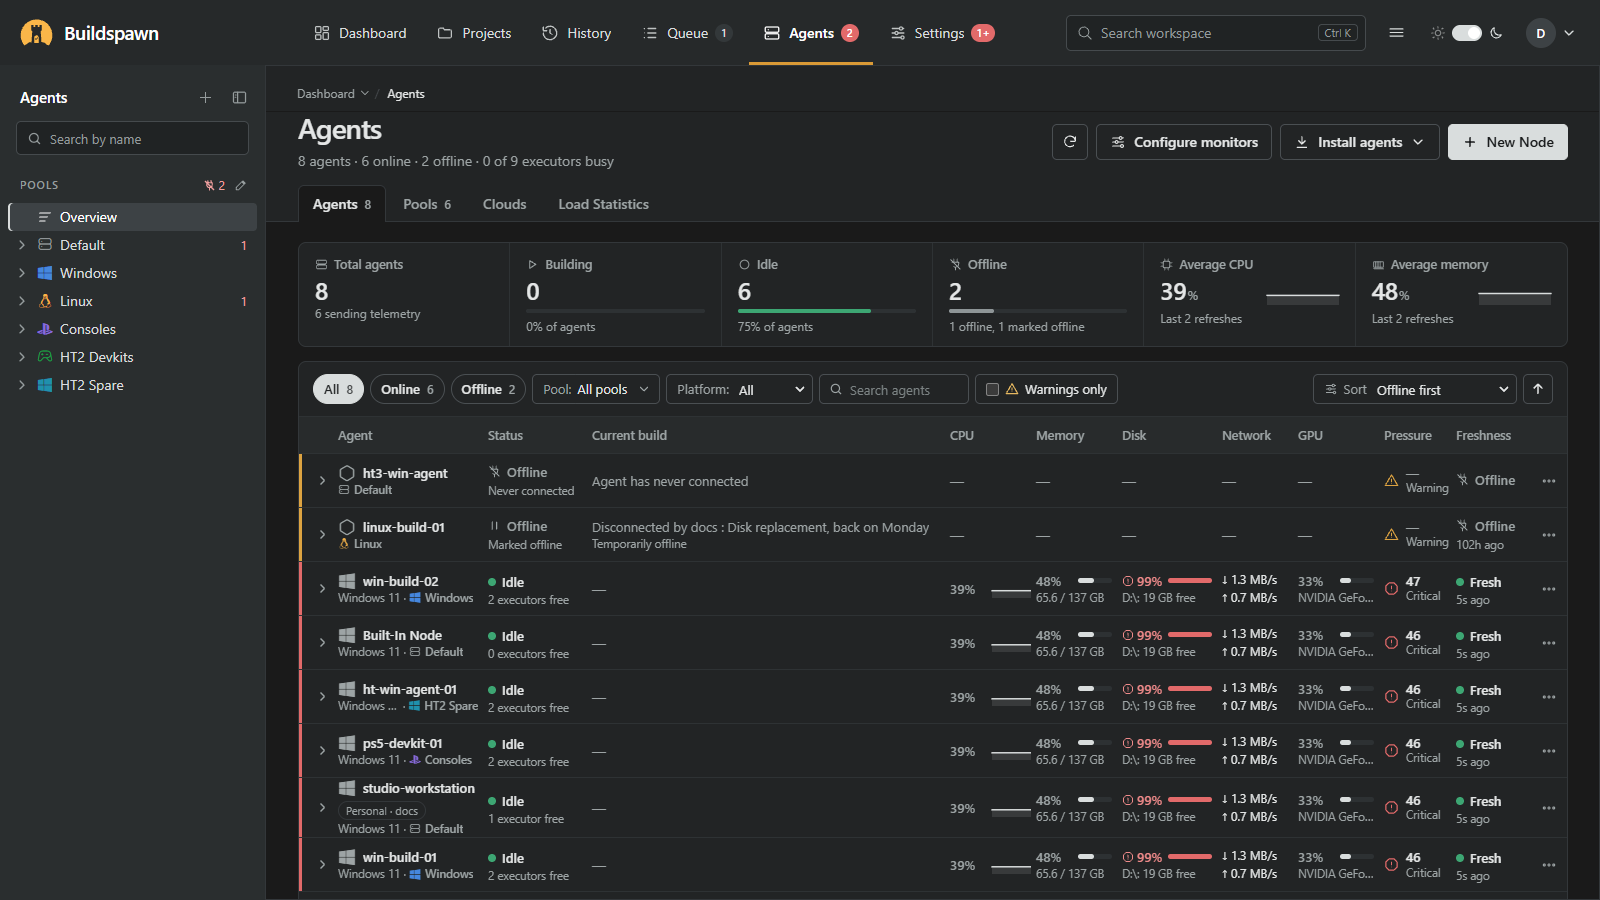 Buildspawn
Dashboard
Projects
History
Queue 1
Agents 2
Settings 1+
Search workspace Ctrl K
D
Agents
Search by name
POOLS 2
Overview
Default 1
Windows
Linux 1
Consoles
HT2 Devkits
HT2 Spare
Dashboard / Agents
Agents
8 agents · 6 online · 2 offline · 0 of 9 executors busy
Configure monitors
Install agents
+ New Node
Agents 8
Pools 6
Clouds
Load Statistics
Total agents
8
6 sending telemetry
Building
0
0% of agents
Idle
6
75% of agents
Offline
2
1 offline, 1 marked offline
Average CPU
39%
Last 2 refreshes
Average memory
48%
Last 2 refreshes
All 8
Online 6
Offline 2
Pool: All pools
Platform: All
Search agents
Warnings only
Sort Offline first
Agent Status Current build CPU Memory Disk Network GPU Pressure Freshness
ht3-win-agent
Default
Offline
Never connected
Agent has never connected
— — — — —
—
Warning
Offline
linux-build-01
Linux
Offline
Marked offline
Disconnected by docs : Disk replacement, back on Monday
Temporarily offline
— — — — —
—
Warning
Offline
102h ago
win-build-02
Windows 11 · Windows
Idle
2 executors free
—
39%
48%
65.6 / 137 GB
99%
D:\: 19 GB free
↓ 1.3 MB/s
↑ 0.7 MB/s
33%
NVIDIA GeFo...
47
Critical
Fresh
5s ago
Built-In Node
Windows 11 · Default
Idle
0 executors free
—
39%
48%
65.6 / 137 GB
99%
D:\: 19 GB free
↓ 1.3 MB/s
↑ 0.7 MB/s
33%
NVIDIA GeFo...
46
Critical
Fresh
5s ago
ht-win-agent-01
Windows ... · HT2 Spare
Idle
2 executors free
—
39%
48%
65.6 / 137 GB
99%
D:\: 19 GB free
↓ 1.3 MB/s
↑ 0.7 MB/s
33%
NVIDIA GeFo...
46
Critical
Fresh
5s ago
ps5-devkit-01
Windows 11 · Consoles
Idle
2 executors free
—
39%
48%
65.6 / 137 GB
99%
D:\: 19 GB free
↓ 1.3 MB/s
↑ 0.7 MB/s
33%
NVIDIA GeFo...
46
Critical
Fresh
5s ago
studio-workstation
Personal · docs
Windows 11 · Default
Idle
1 executor free
—
39%
48%
65.6 / 137 GB
99%
D:\: 19 GB free
↓ 1.3 MB/s
↑ 0.7 MB/s
33%
NVIDIA GeFo...
46
Critical
Fresh
5s ago
win-build-01
Windows 11 · Windows
Idle
2 executors free
—
39%
48%
65.6 / 137 GB
99%
D:\: 19 GB free
↓ 1.3 MB/s
↑ 0.7 MB/s
33%
NVIDIA GeFo...
46
Critical
Fresh
5s ago